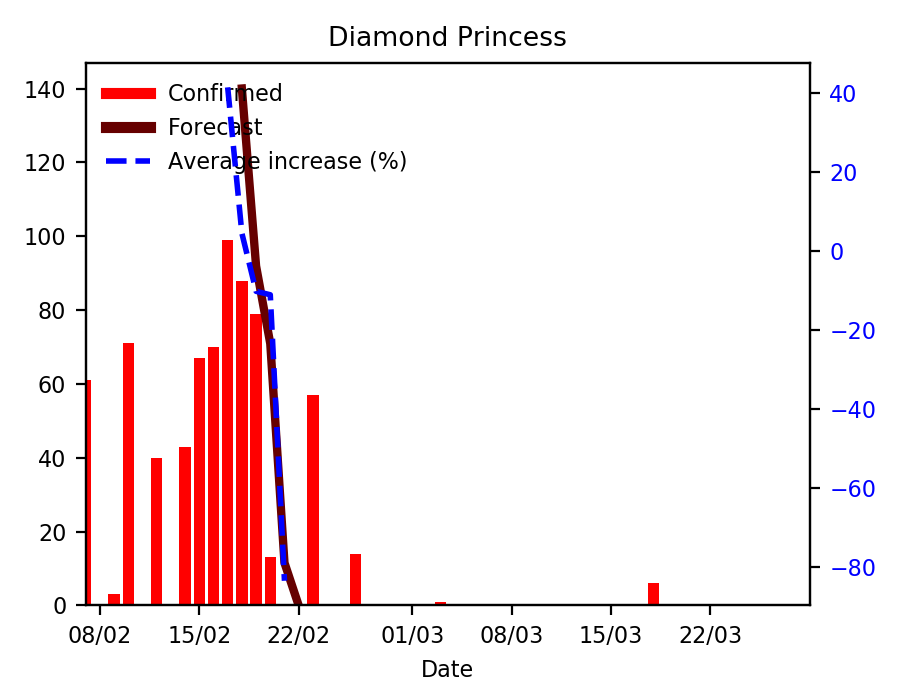 Diamond Princess
Confirmed
Forecast
Average increase (%)
140
120
100
80
60
40
20
0
40
20
0
−20
−40
−60
−80
08/02 15/02 22/02 01/03 08/03 15/03 22/03
Date